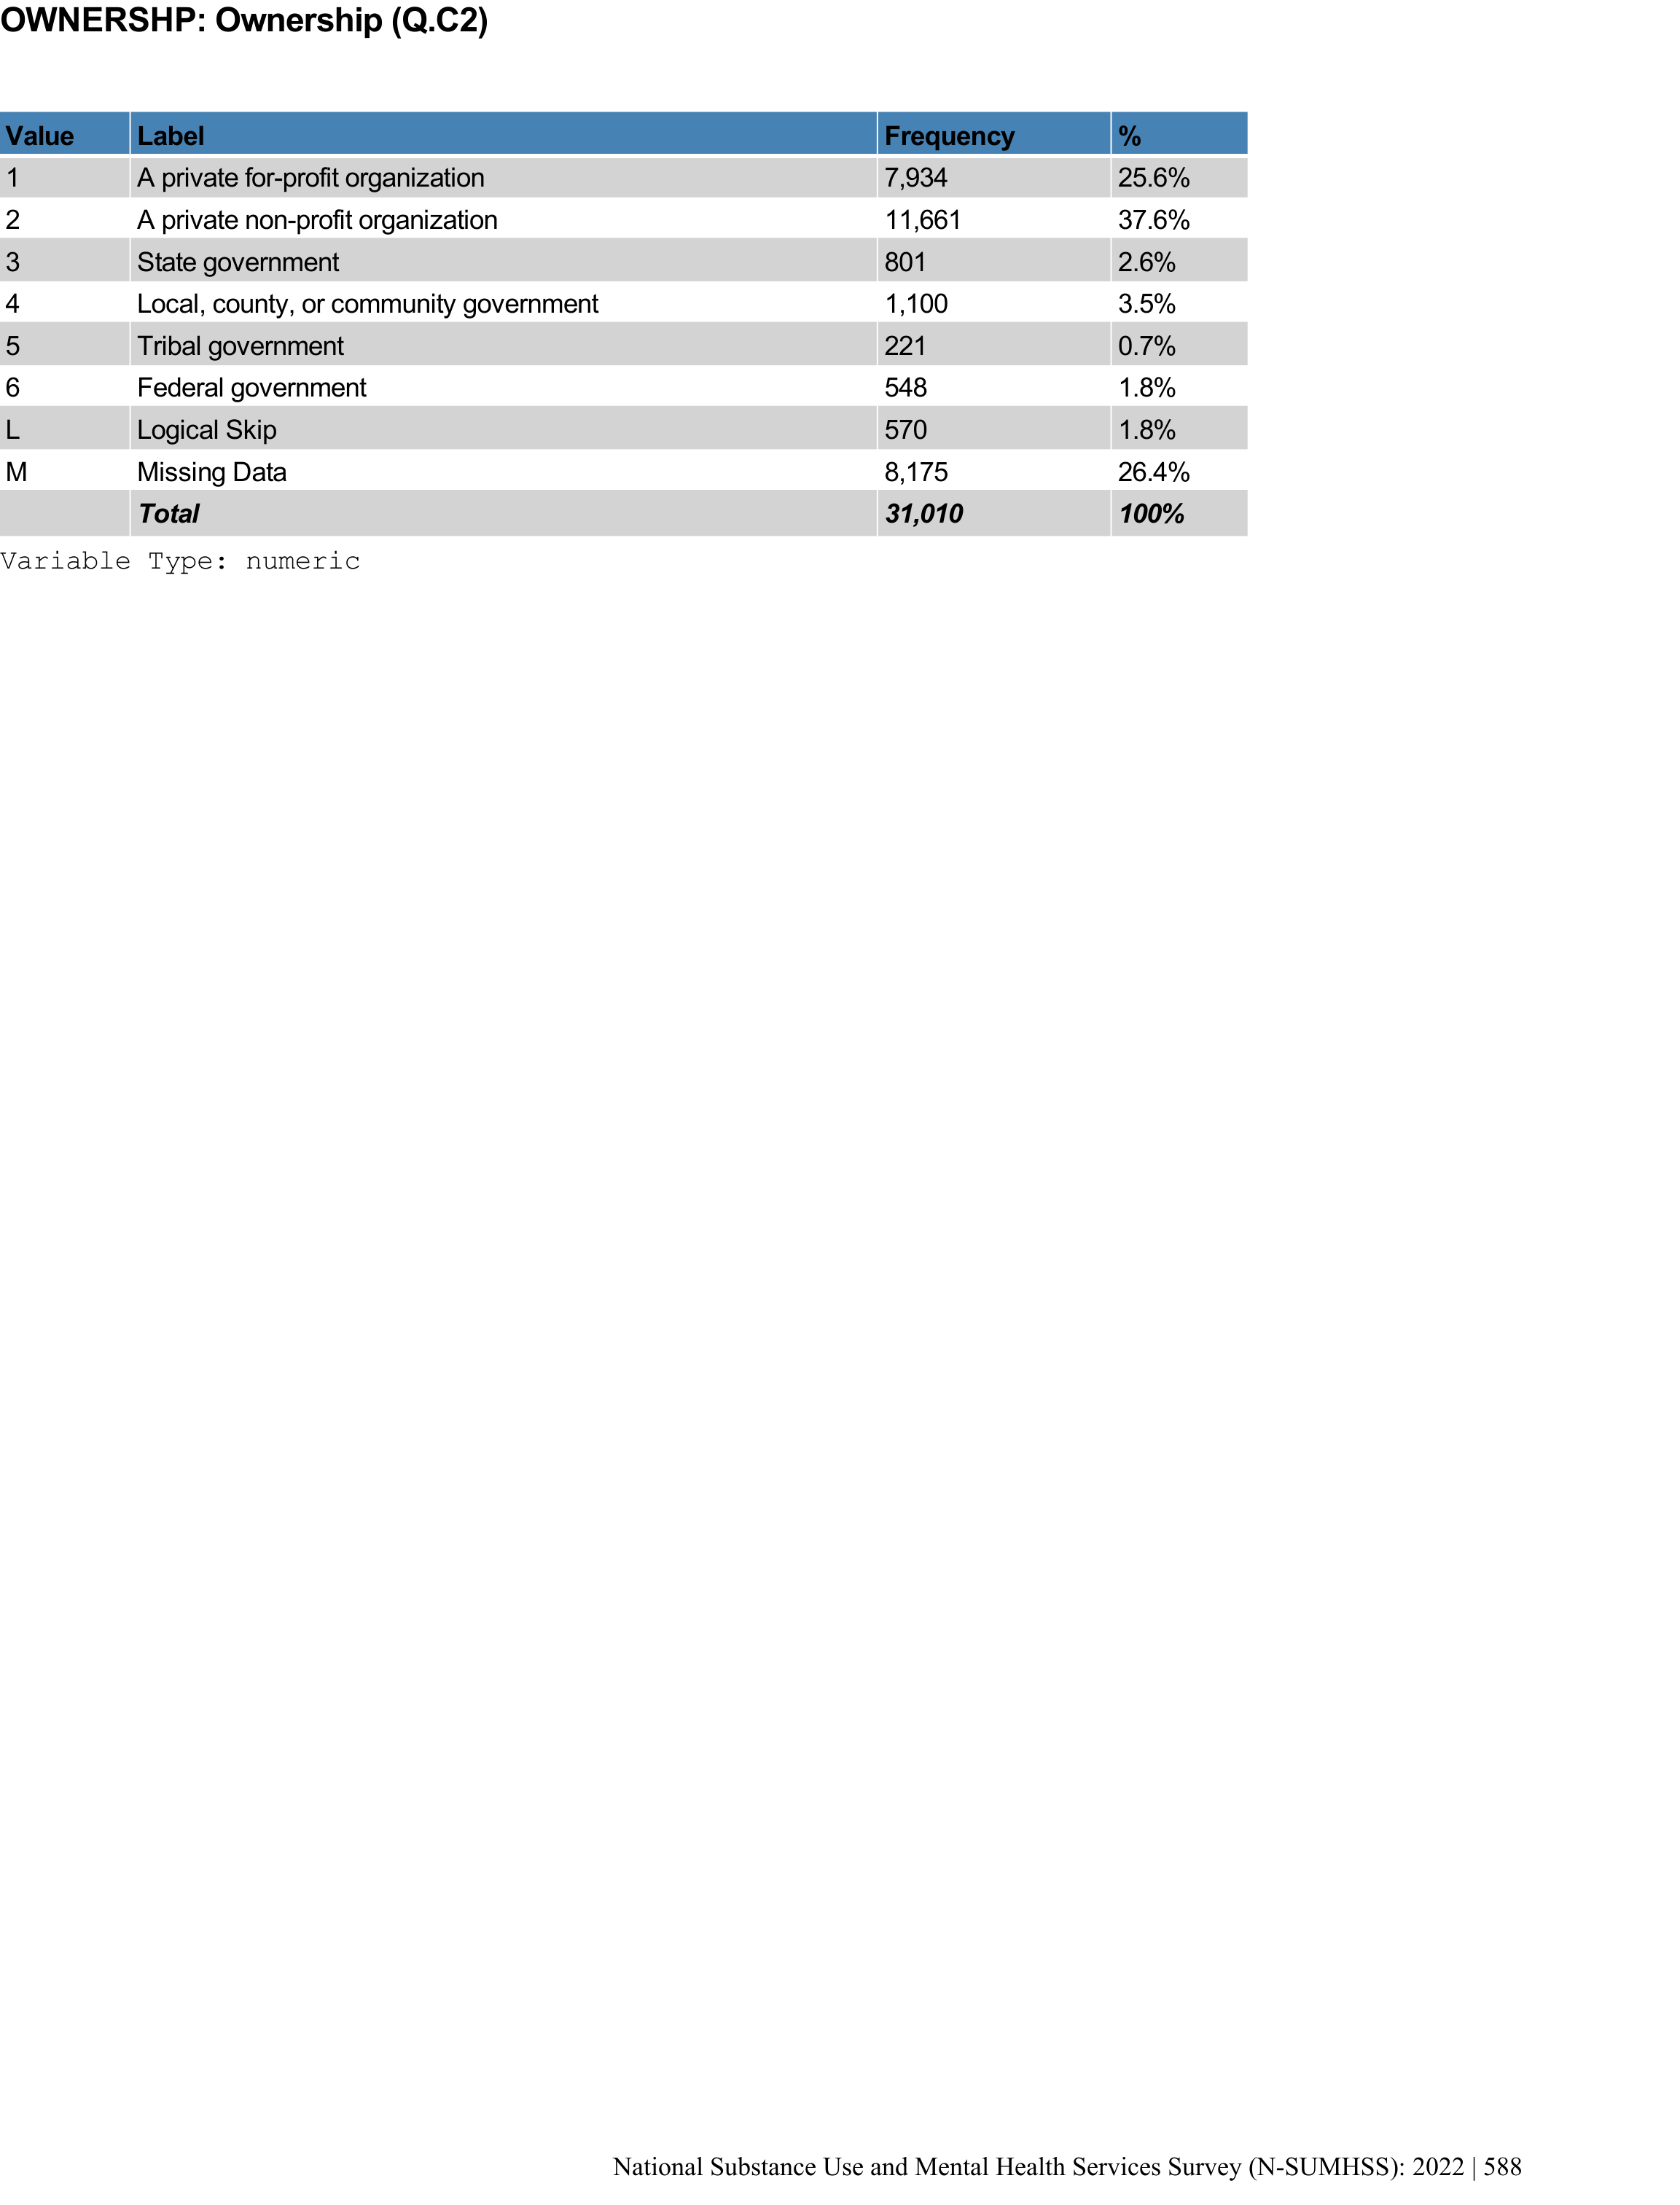 OWNERSHP: Ownership (Q.C2)
Value Label Frequency %
1 A private for-profit organization 7,934 25.6%
2 A private non-profit organization 11,661 37.6%
3 State government 801 2.6%
4 Local, county, or community government 1,100 3.5%
5 Tribal government 221 0.7%
6 Federal government 548 1.8%
L Logical Skip 570 1.8%
M Missing Data 8,175 26.4%
Total 31,010 100%
Variable Type: numeric
National Substance Use and Mental Health Services Survey (N-SUMHSS): 2022 | 588